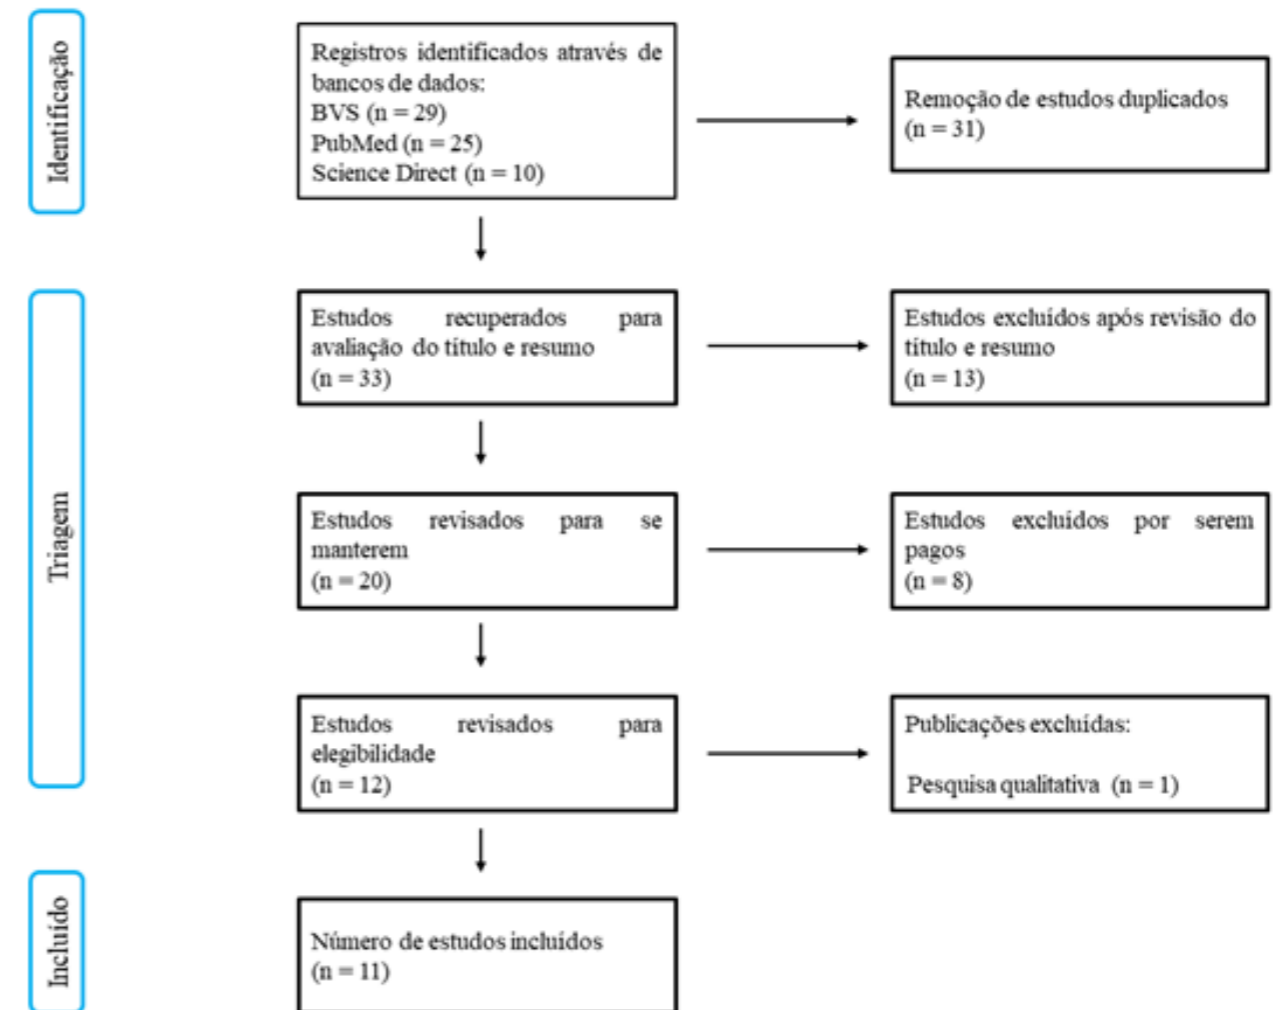 Identificação
Registros identificados através de
bancos de dados:
BVS (n = 29)
PubMed (n = 25)
Science Direct (n = 10)
Remoção de estudos duplicados
(n = 31)
Triagem
Estudos recuperados para
avaliação do título e resumo
(n = 33)
Estudos excluídos após revisão do
título e resumo
(n = 13)
Estudos revisados para se
manterem
(n = 20)
Estudos excluídos por serem
pagos
(n = 8)
Estudos revisados para
elegibilidade
(n = 12)
Publicações excluídas:
Pesquisa qualitativa (n = 1)
Incluído
Número de estudos incluídos
(n = 11)